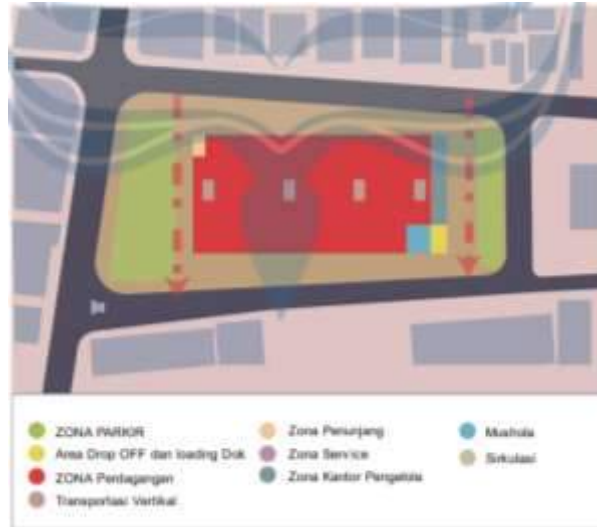 ZONA PARKIR
Area Drop OFF dan loading Dok
ZONA Perdagangan
Transportasi Vertikal
Zona Penunjang
Zona Service
Zona Kantor Pengelola
Mushola
Sirkulasi